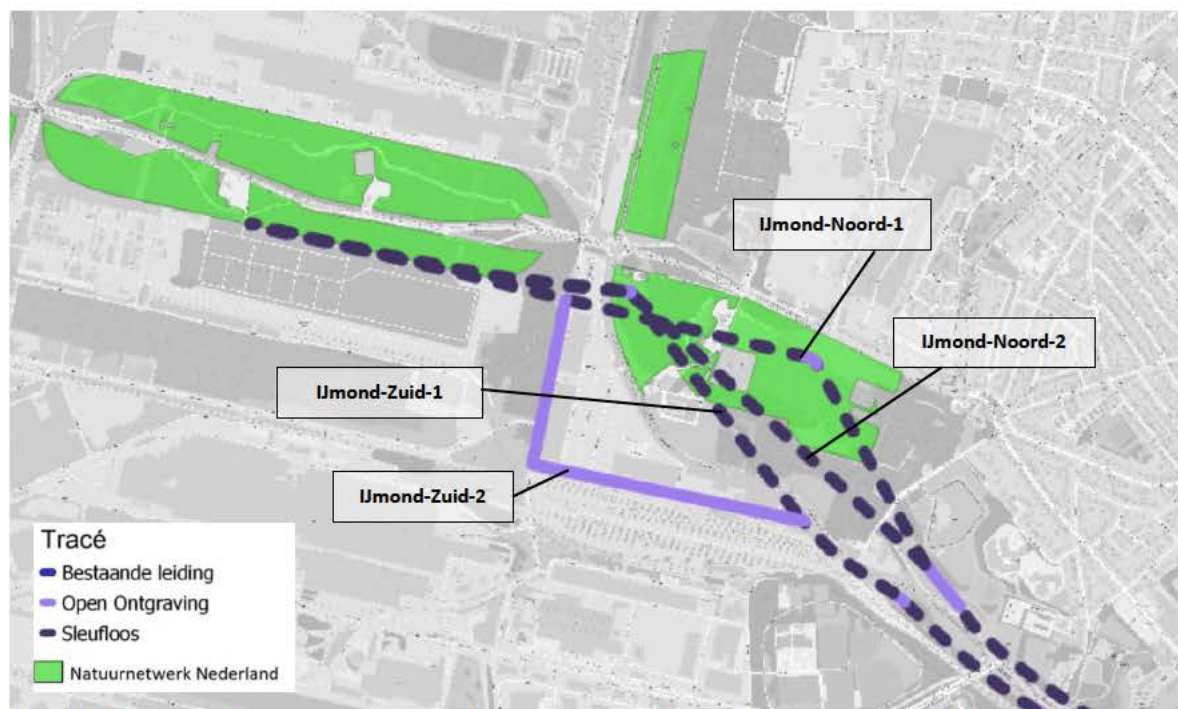 IJmond-Noord-1
IJmond-Noord-2
IJmond-Zuid-1
IJmond-Zuid-2
Tracé
Bestaande leiding
Open Ontgraving
Sleufloos
Natuurnetwerk Nederland